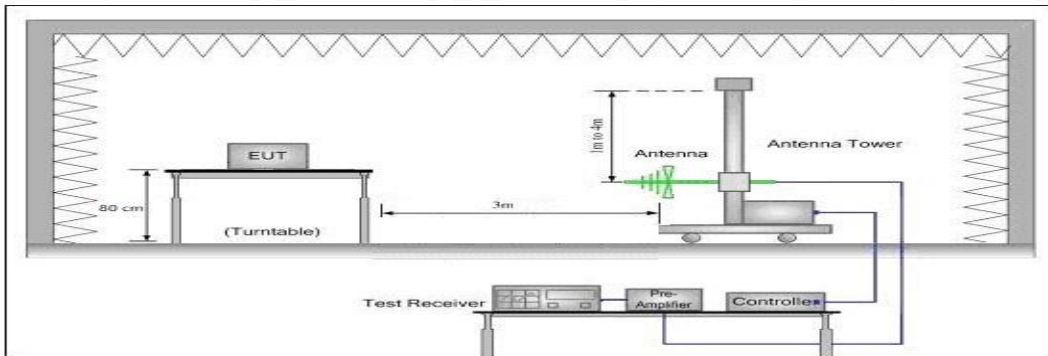 1m to 4m
Antenna
Antenna Tower
EUT
80 cm
3m
(Turntable)
Test Receiver
Pre-
Amplifier
Controller